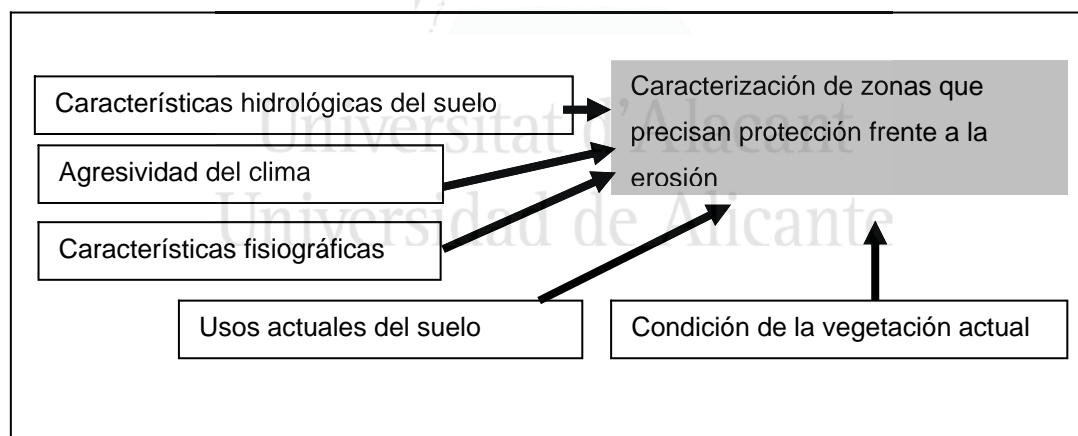 Características hidrológicas del suelo
Caracterización de zonas que
precisan protección frente a la
erosión
Agresividad del clima
Características fisiográficas
Usos actuales del suelo
Condición de la vegetación actual
Universitat d'Alacant
Universidad de Alicante